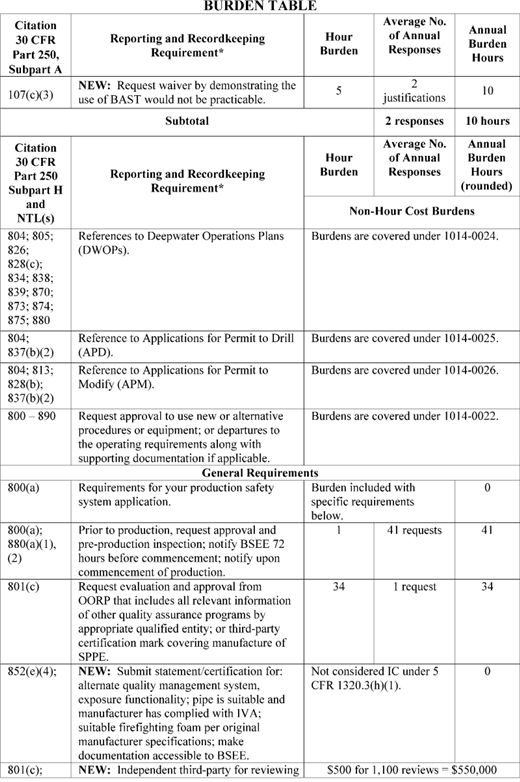 BURDEN TABLE
Citation
30 CFR
Part 250,
Subpart A
Reporting and Recordkeeping
Requirement*
Hour
Burden
Average No.
of Annual
Responses
Annual
Burden
Hours
107(c)(3)
NEW: Request waiver by demonstrating the
use of BAST would not be practicable.
5
2
justifications
10
Subtotal
2 responses
10 hours
Citation
30 CFR
Part 250
Subpart H
and
NTL(s)
Reporting and Recordkeeping
Requirement*
Hour
Burden
Average No.
of Annual
Responses
Annual
Burden
Hours
(rounded)
Non-Hour Cost Burdens
804; 805;
826;
828(c);
834; 838;
839; 870;
873; 874;
875; 880
References to Deepwater Operations Plans
(DWOPs).
Burdens are covered under 1014-0024.
804;
837(b)(2)
Reference to Applications for Permit to Drill
(APD).
Burdens are covered under 1014-0025.
804; 813;
828(b);
837(b)(2)
Reference to Applications for Permit to
Modify (APM).
Burdens are covered under 1014-0026.
800 – 890
Request approval to use new or alternative
procedures or equipment; or departures to
the operating requirements along with
supporting documentation if applicable.
Burdens are covered under 1014-0022.
General Requirements
800(a)
Requirements for your production safety
system application.
Burden included with
specific requirements
below.
0
800(a);
880(a)(1),
(2)
Prior to production, request approval and
pre-production inspection; notify BSEE 72
hours before commencement; notify upon
commencement of production.
1
41 requests
41
801(c)
Request evaluation and approval from
OORP that includes all relevant information
of other quality assurance programs by
appropriate qualified entity; or third-party
certification mark covering manufacture of
SPPE.
34
1 request
34
852(e)(4);
NEW: Submit statement/certification for:
alternate quality management system,
exposure functionality; pipe is suitable and
manufacturer has complied with IVA;
suitable firefighting foam per original
manufacturer specifications; make
documentation accessible to BSEE.
Not considered IC under 5
CFR 1320.3(h)(1).
0
801(c);
NEW: Independent third-party for reviewing
$500 for 1,100 reviews = $550,000